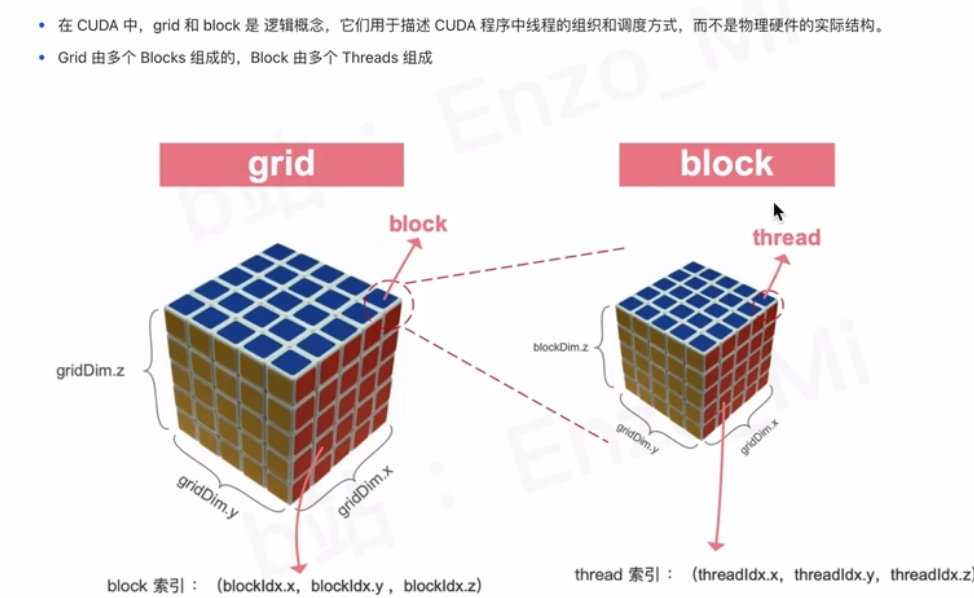 在 CUDA 中，grid 和 block 是 逻辑概念，它们用于描述 CUDA 程序中线程的组织和调度方式，而不是物理硬件的实际结构。
Grid 由多个 Blocks 组成的，Block 由多个 Threads 组成
grid
block
block
thread
gridDim.z
blockDim.z
gridDim.y
gridDim.x
gridDim.y
gridDim.x
block 索引： （blockIdx.x，blockIdx.y ，blockIdx.z）
thread 索引： （threadIdx.x，threadIdx.y，threadIdx.z）
b站 ： Enzo_Mi
b站 ： Enzo_Mi